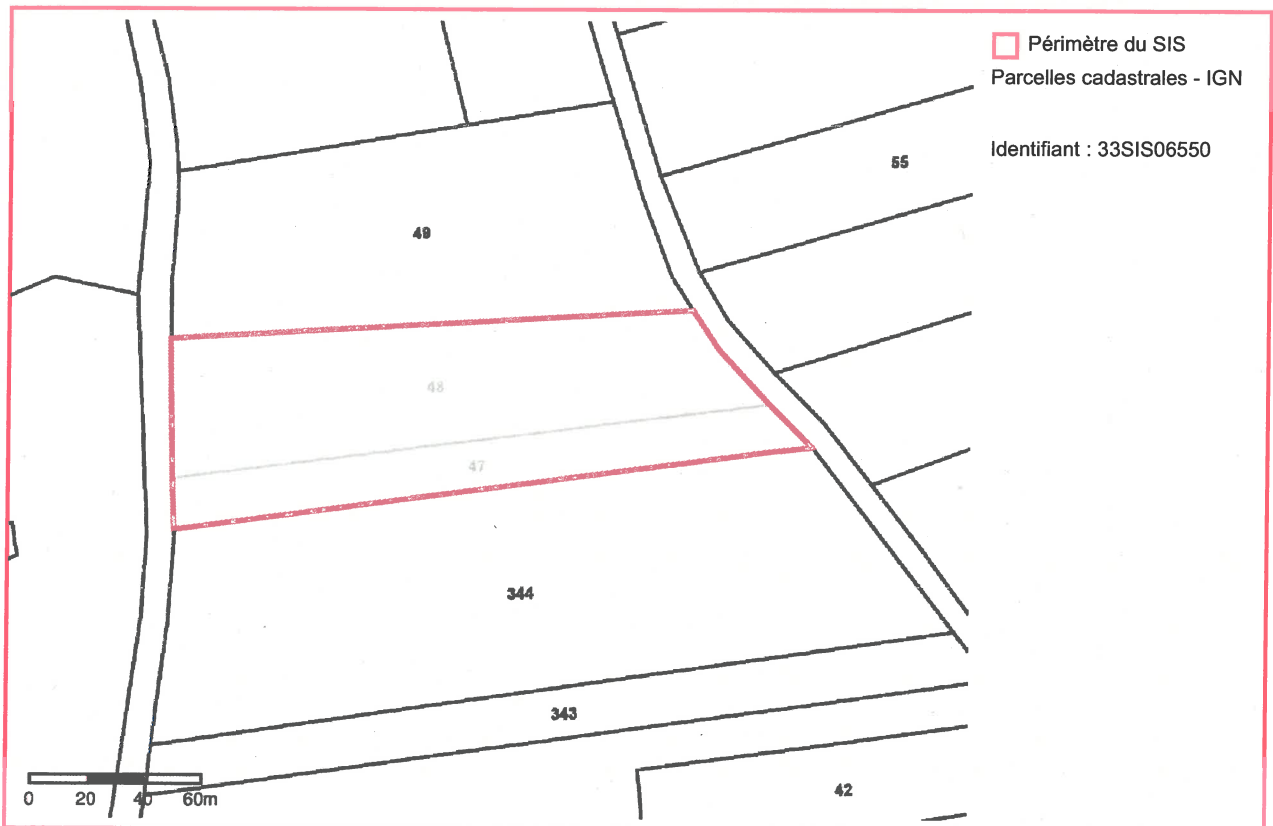 Périmètre du SIS
Parcelles cadastrales - IGN
Identifiant : 33SIS06550
55
49
48
47
344
343
42
0 20 40 60m